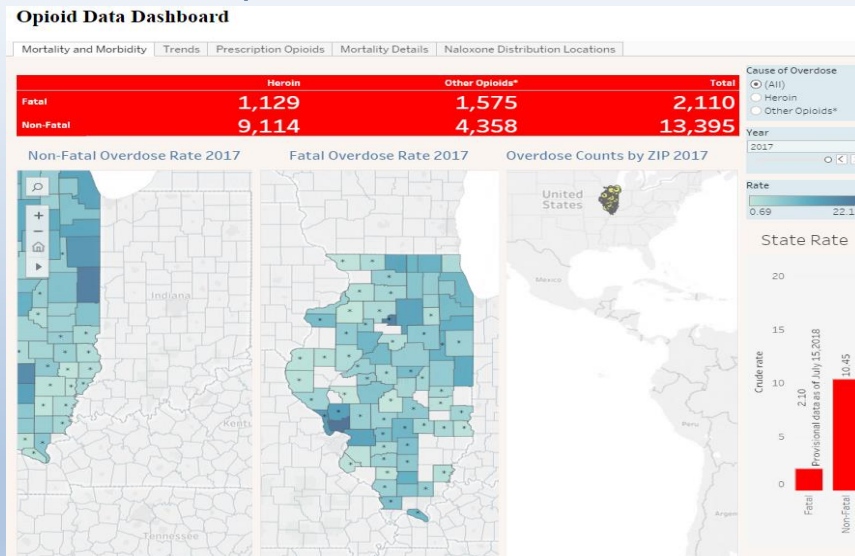 Opioid Data Dashboard
Mortality and Morbidity Trends Prescription Opioids Mortality Details Naloxone Distribution Locations
Heroin Other Opioids* Total
Fatal 1,129 1,575 2,110
Non-Fatal 9,114 4,358 13,395
Cause of Overdose
(All)
Heroin
Other Opioids*
Year
2017
Rate
0.69 22.1
Non-Fatal Overdose Rate 2017
Indiana
Tennessee
Fatal Overdose Rate 2017
Overdose Counts by ZIP 2017
United
States
Mexico
Peru
State Rate
20
15
10
5
0
Crude rate
2.10
Provisional data as of July 15,2018
10.45
Fatal
Non-Fatal